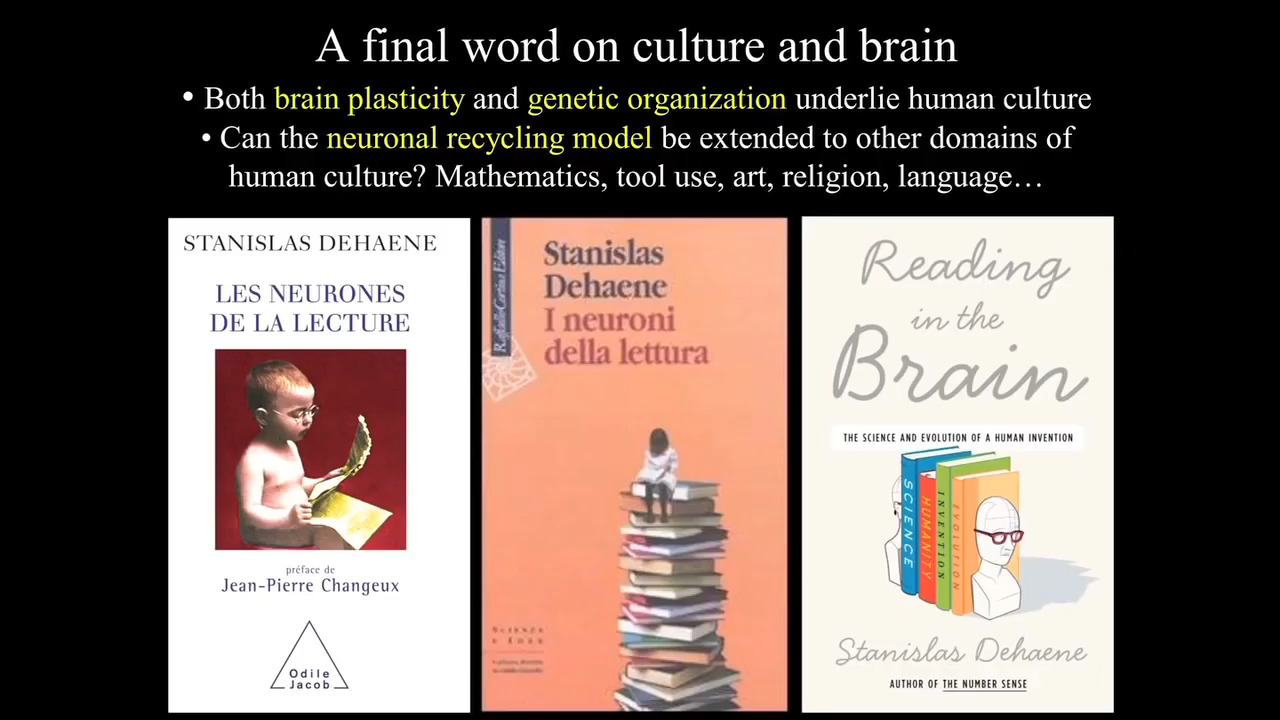 A final word on culture and brain
• Both brain plasticity and genetic organization underlie human culture
• Can the neuronal recycling model be extended to other domains of
human culture? Mathematics, tool use, art, religion, language…
STANISLAS DEHAENE
LES NEURONES
DE LA LECTURE
préface de
Jean-Pierre Changeux
Odile
Jacob
Raffaello Cortina Editore
Stanislas
Dehaene
I neuroni
della lettura
Reading
in the
Brain
THE SCIENCE AND EVOLUTION OF A HUMAN INVENTION
SCIENCE
HUMANITY
INVENTION
EVOLUTION
Stanislas Dehaene
AUTHOR OF THE NUMBER SENSE